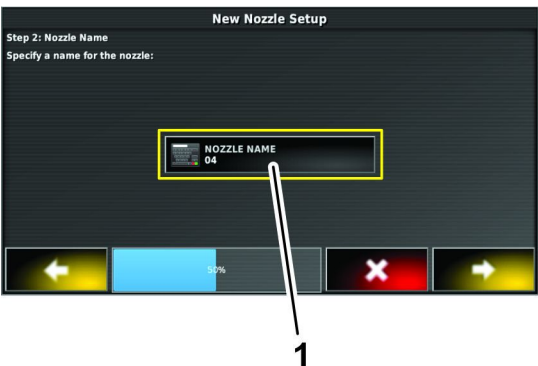 New Nozzle Setup
Step 2: Nozzle Name
Specify a name for the nozzle:
NOZZLE NAME
04
50%
1